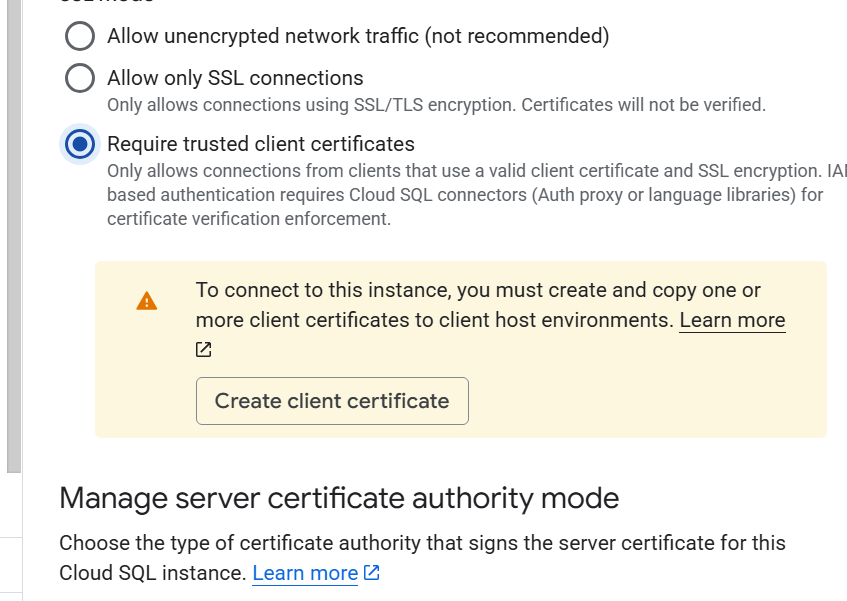 Allow unencrypted network traffic (not recommended)
Allow only SSL connections
Only allows connections using SSL/TLS encryption. Certificates will not be verified.
Require trusted client certificates
Only allows connections from clients that use a valid client certificate and SSL encryption.
based authentication requires Cloud SQL connectors (Auth proxy or language libraries) for
certificate verification enforcement.
To connect to this instance, you must create and copy one or
more client certificates to client host environments. Learn more
Create client certificate
Manage server certificate authority mode
Choose the type of certificate authority that signs the server certificate for this
Cloud SQL instance. Learn more